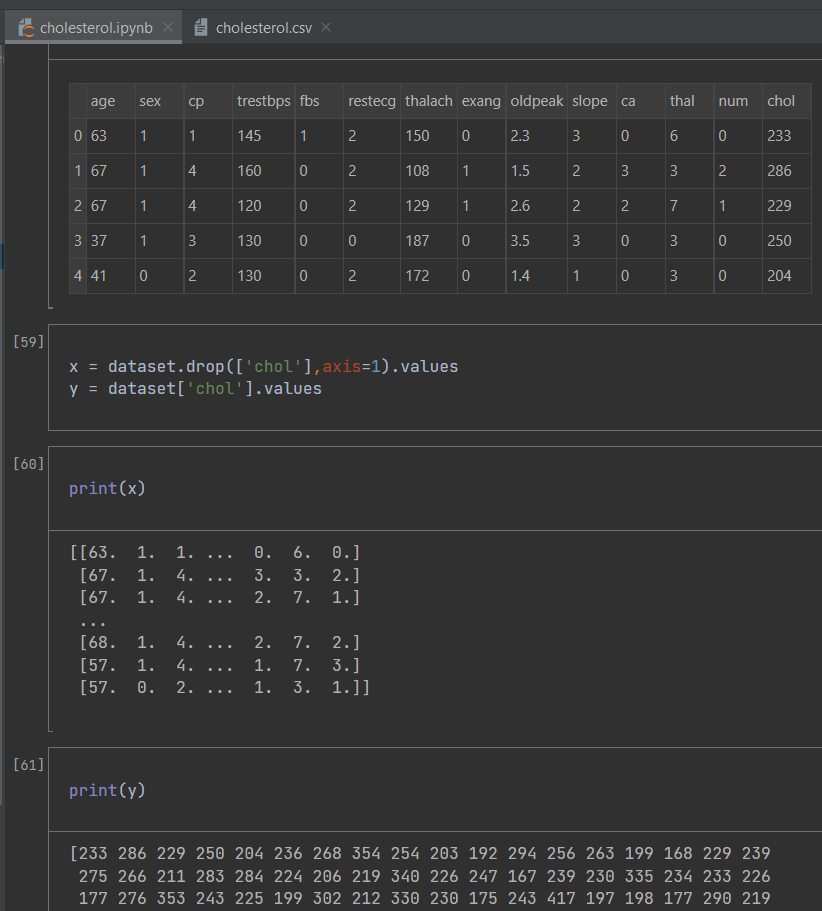 cholesterol.ipynb × cholesterol.csv ×
age sex cp trestbps fbs restecg thalach exang oldpeak slope ca thal num chol
0 63 1 1 145 1 2 150 0 2.3 3 0 6 0 233
1 67 1 4 160 0 2 108 1 1.5 2 3 3 2 286
2 67 1 4 120 0 2 129 1 2.6 2 2 7 1 229
3 37 1 3 130 0 0 187 0 3.5 3 0 3 0 250
4 41 0 2 130 0 2 172 0 1.4 1 0 3 0 204
[59]
x = dataset.drop(['chol'],axis=1).values
y = dataset['chol'].values
[60]
print(x)
[[63.  1.  1. ...  0.  6.  0.]
 [67.  1.  4. ...  3.  3.  2.]
 [67.  1.  4. ...  2.  7.  1.]
 ...
 [68.  1.  4. ...  2.  7.  2.]
 [57.  1.  4. ...  1.  7.  3.]
 [57.  0.  2. ...  1.  3.  1.]]
[61]
print(y)
[233 286 229 250 204 236 268 354 254 203 192 294 256 263 199 168 229 239
 275 266 211 283 284 224 206 219 340 226 247 167 239 230 335 234 233 226
 177 276 353 243 225 199 302 212 330 230 175 243 417 197 198 177 290 219